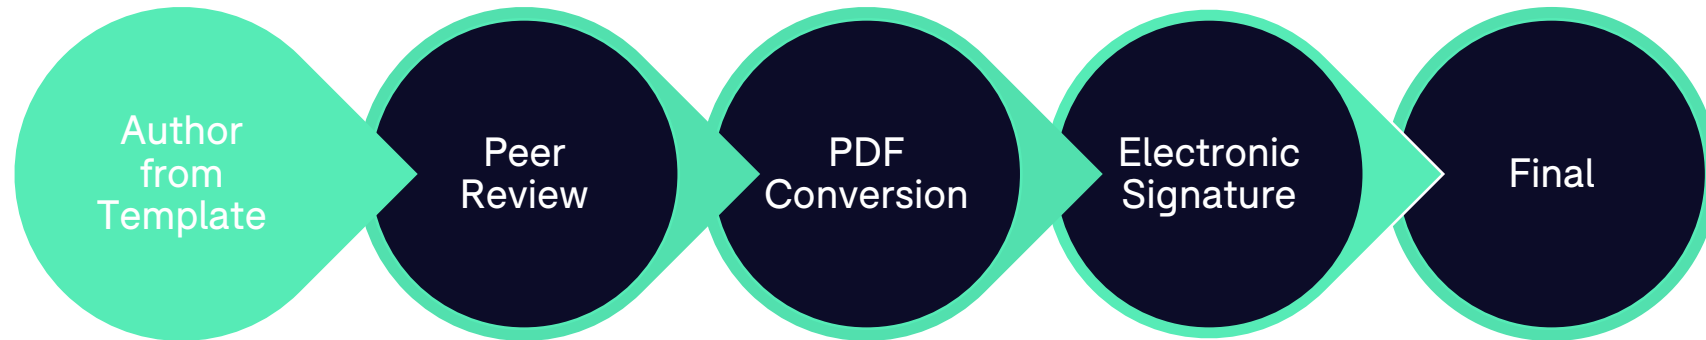 Author
from
Template
Peer
Review
PDF
Conversion
Electronic
Signature
Final